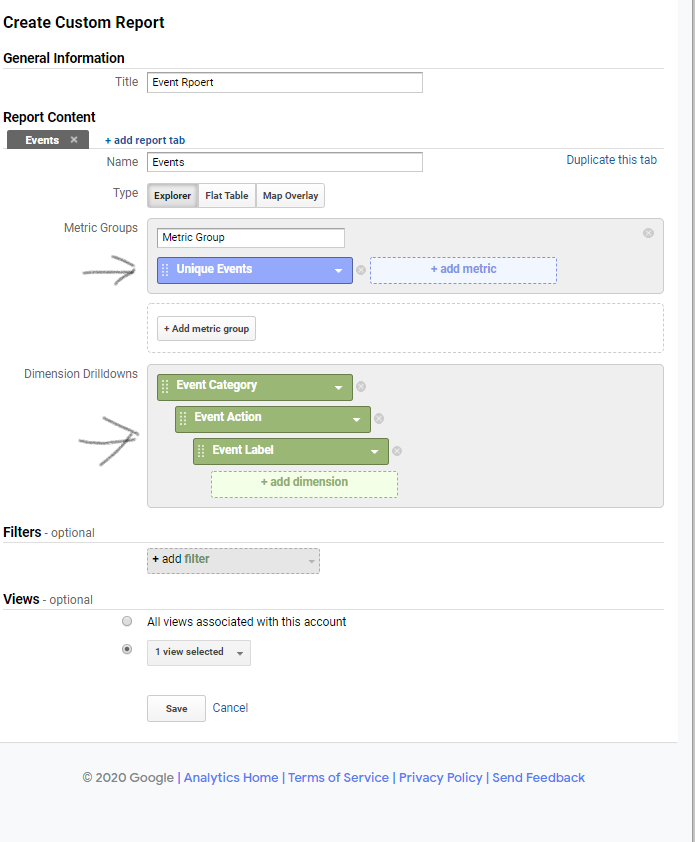 Create Custom Report
General Information
Title Event Rpoert
Report Content
Events × + add report tab
Name Events Duplicate this tab
Type Explorer Flat Table Map Overlay
Metric Groups
Metric Group
Unique Events + add metric
+ Add metric group
Dimension Drilldowns
Event Category
Event Action
Event Label
+ add dimension
Filters - optional
+ add filter
Views - optional
All views associated with this account
1 view selected
Save Cancel
© 2020 Google | Analytics Home | Terms of Service | Privacy Policy | Send Feedback